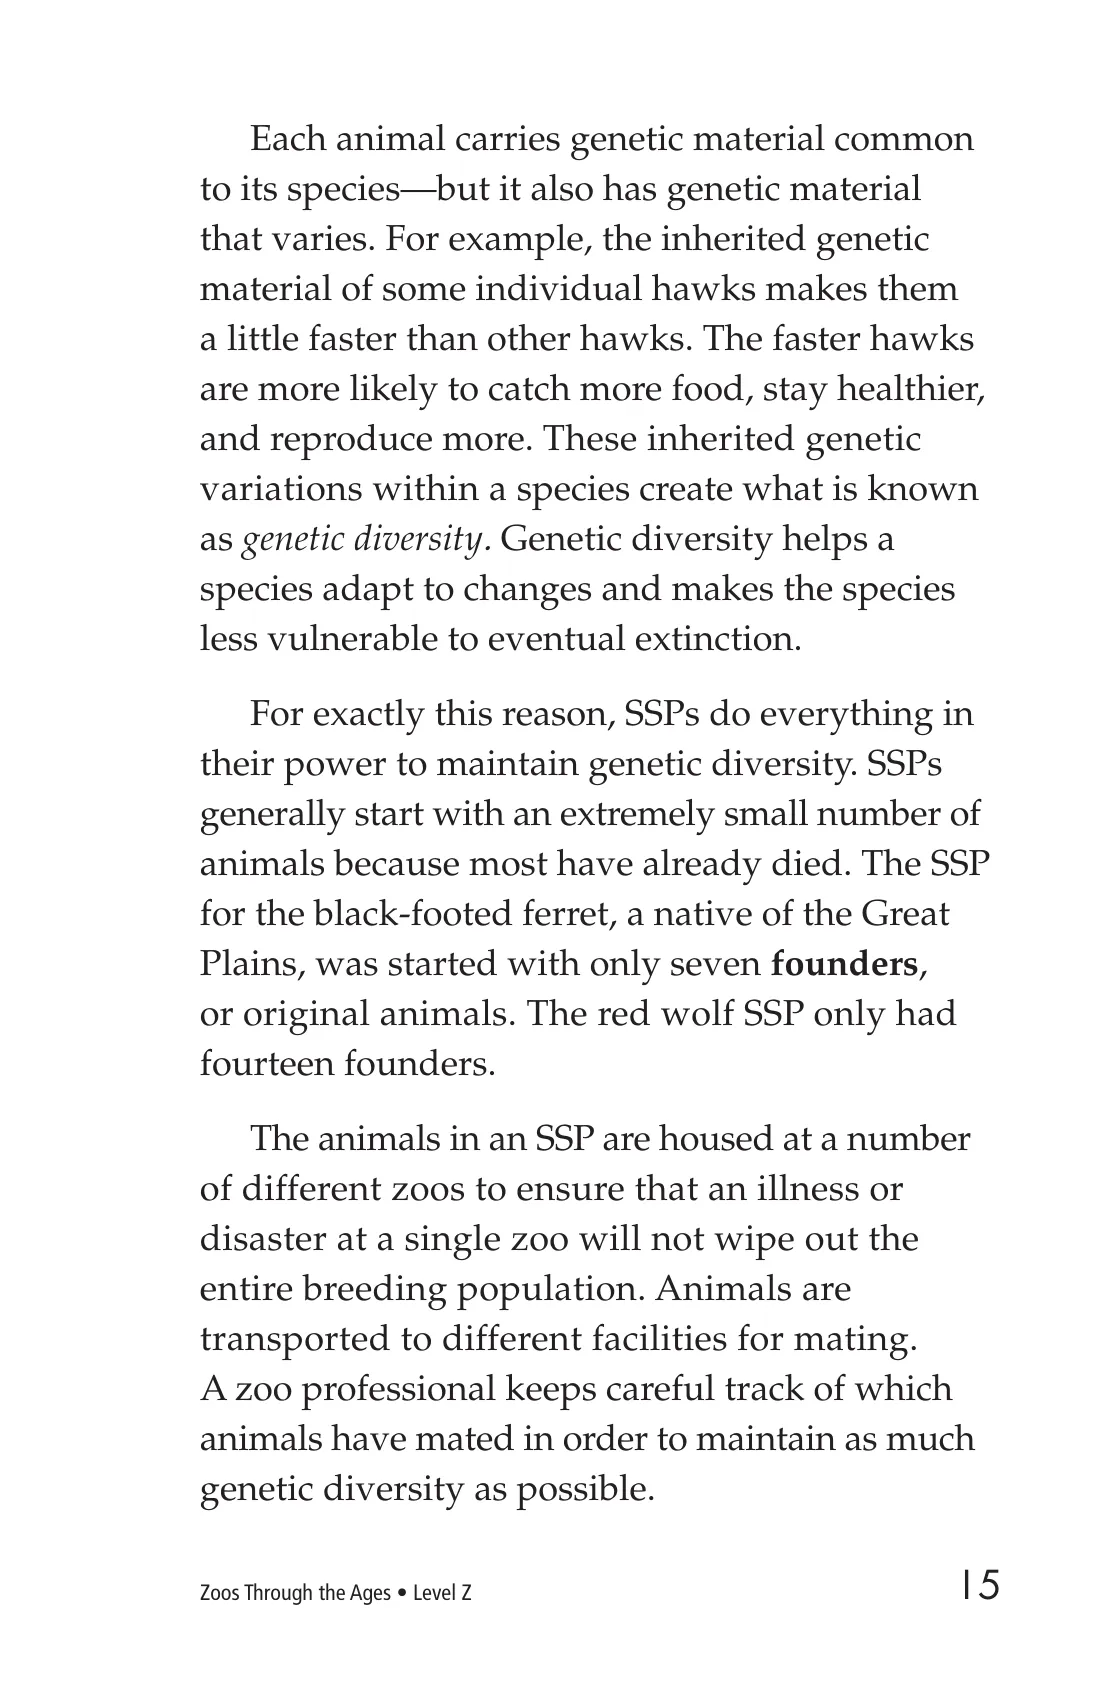 Each animal carries genetic material common
to its species—but it also has genetic material
that varies. For example, the inherited genetic
material of some individual hawks makes them
a little faster than other hawks. The faster hawks
are more likely to catch more food, stay healthier,
and reproduce more. These inherited genetic
variations within a species create what is known
as genetic diversity. Genetic diversity helps a
species adapt to changes and makes the species
less vulnerable to eventual extinction.
For exactly this reason, SSPs do everything in
their power to maintain genetic diversity. SSPs
generally start with an extremely small number of
animals because most have already died. The SSP
for the black-footed ferret, a native of the Great
Plains, was started with only seven founders,
or original animals. The red wolf SSP only had
fourteen founders.
The animals in an SSP are housed at a number
of different zoos to ensure that an illness or
disaster at a single zoo will not wipe out the
entire breeding population. Animals are
transported to different facilities for mating.
A zoo professional keeps careful track of which
animals have mated in order to maintain as much
genetic diversity as possible.
Zoos Through the Ages • Level Z
15